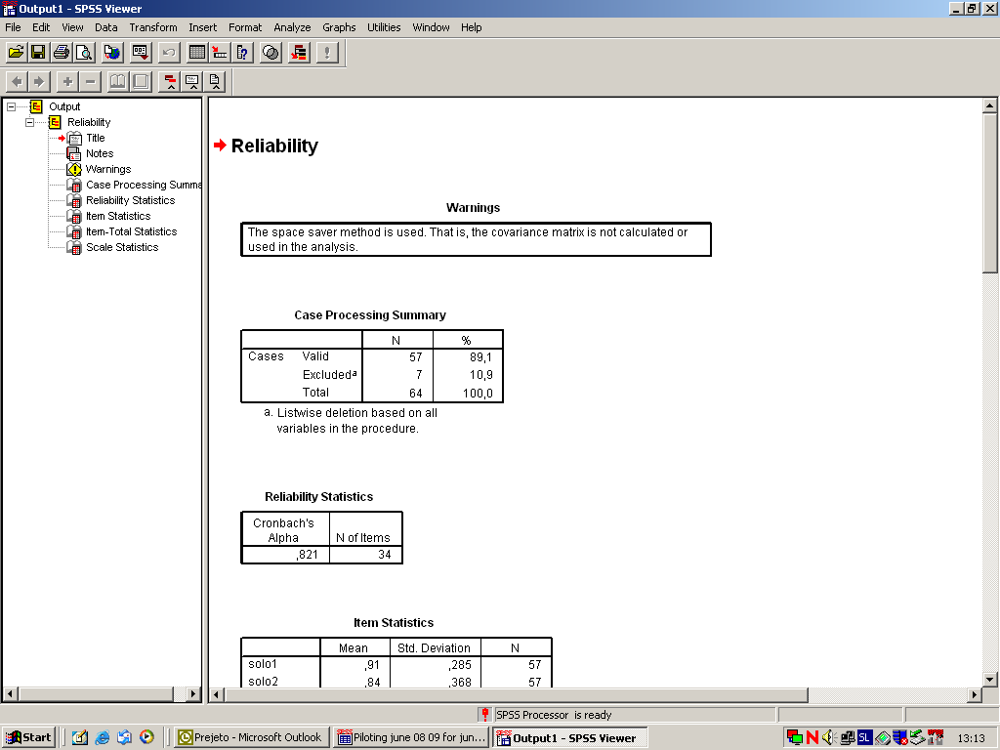 Output1 - SPSS Viewer
File Edit View Data Transform Insert Format Analyze Graphs Utilities Window Help
Output
Reliability
Title
Notes
Warnings
Case Processing Summa
Reliability Statistics
Item Statistics
Item-Total Statistics
Scale Statistics
Reliability
Warnings
The space saver method is used. That is, the covariance matrix is not calculated or
used in the analysis.
Case Processing Summary
N %
Cases Valid 57 89,1
Excludedª 7 10,9
Total 64 100,0
a. Listwise deletion based on all
variables in the procedure.
Reliability Statistics
Cronbach's
Alpha N of Items
,821 34
Item Statistics
Mean Std. Deviation N
solo1 ,91 ,285 57
solo2 ,84 ,368 57
SPSS Processor is ready
Start Prejeto - Microsoft Outlook Piloting june 08 09 for jun... Output1 - SPSS Viewer SL 13:13